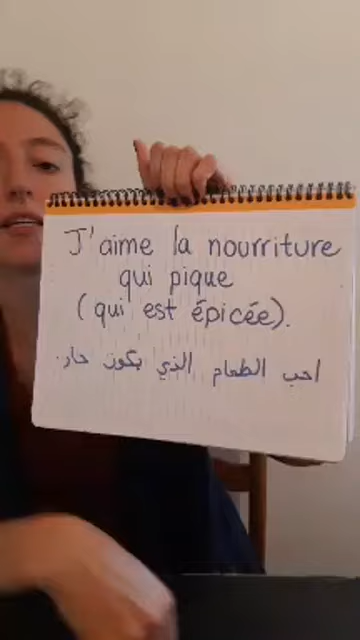 J'aime la nourriture
qui pique
(qui est épicée).
احب الطعام الذي يكون حار.